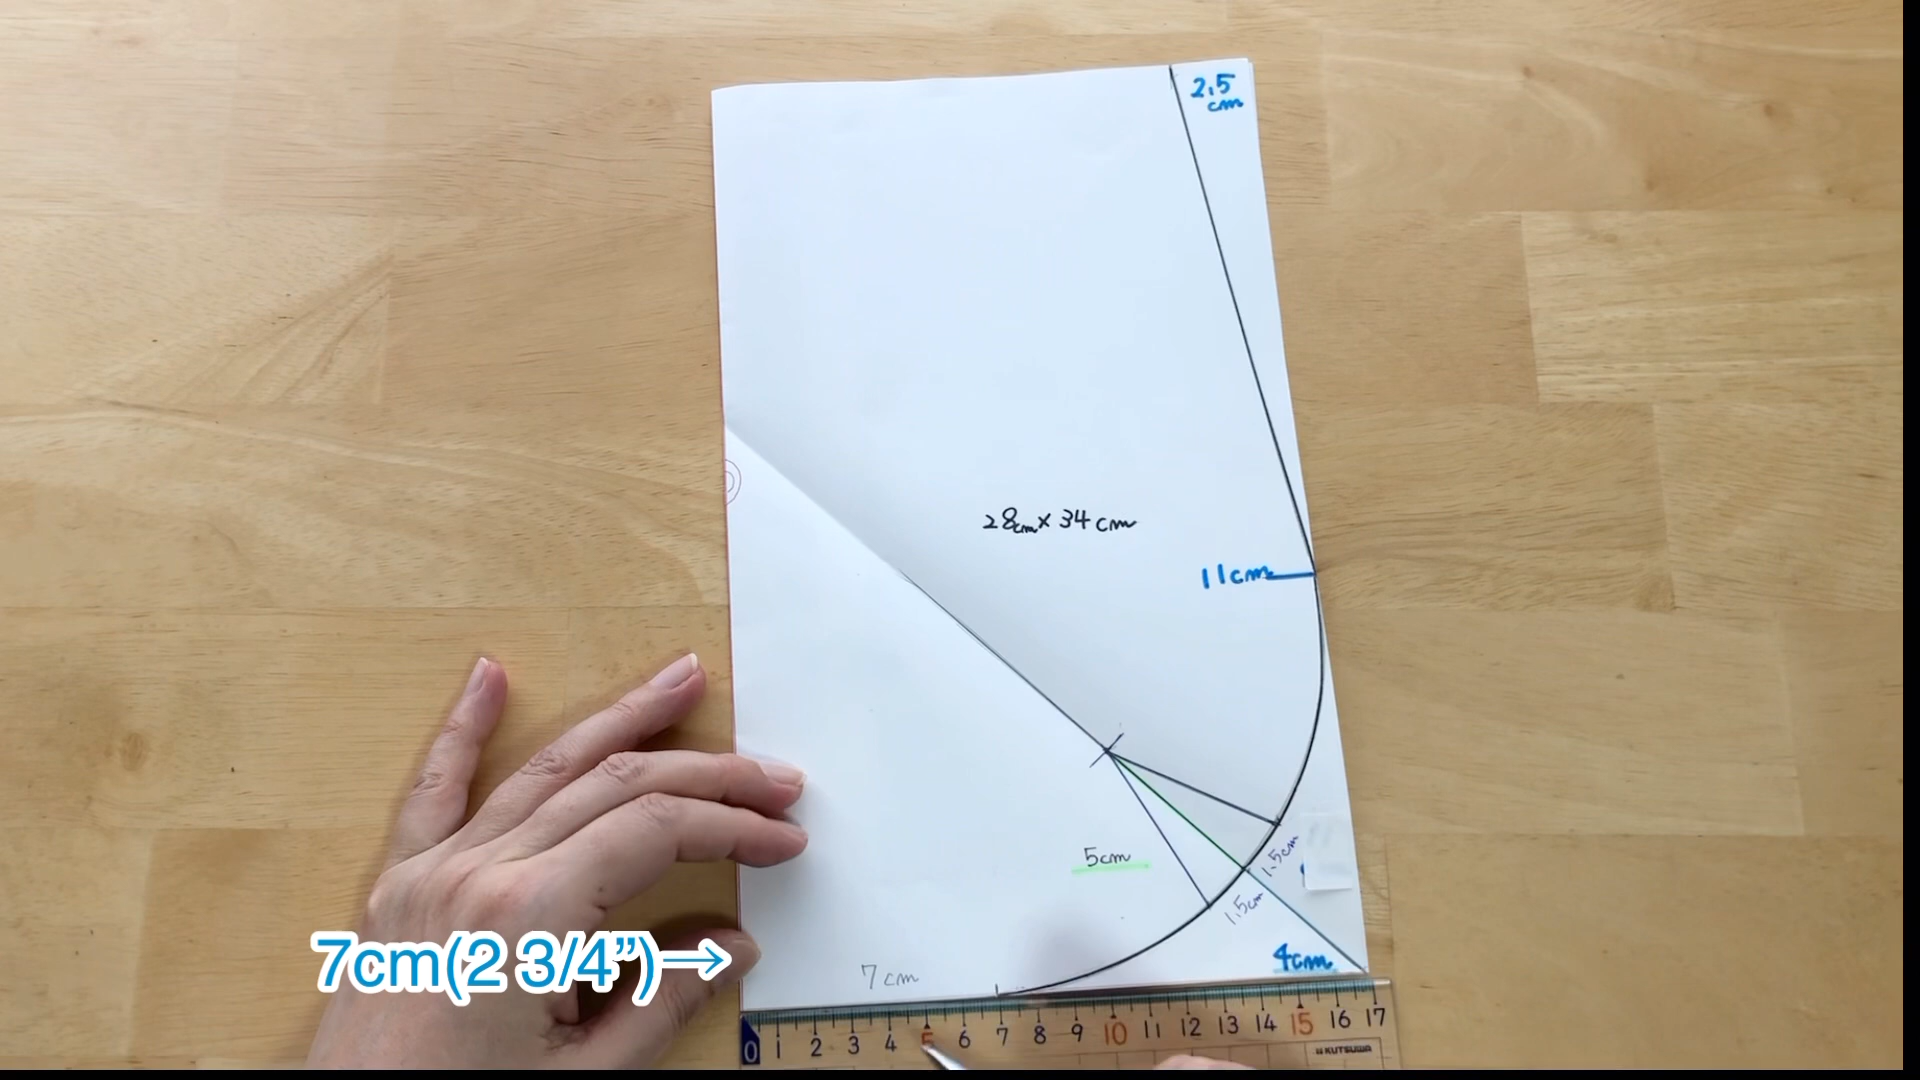 2.5
cm
28cm×34cm
11cm
5cm
1.5cm
1.5cm
4cm
7cm(2 3/4”)→
7cm
0 1 2 3 4 5 6 7 8 9 10 11 12 13 14 15 16 17
KUTSUWA